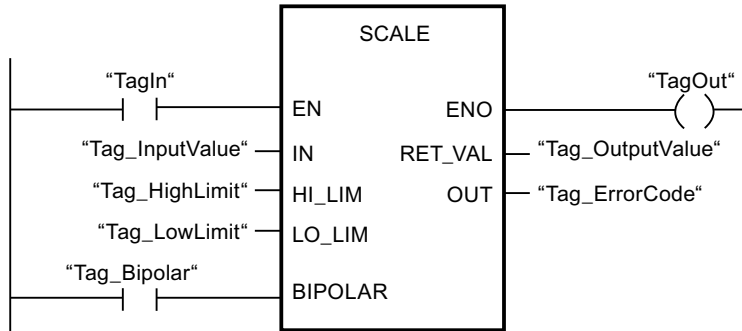 SCALE
“TagIn“
“TagOut“
EN
ENO
“Tag_InputValue“
IN
RET_VAL
“Tag_OutputValue“
“Tag_HighLimit“
HI_LIM
OUT
“Tag_ErrorCode“
“Tag_LowLimit“
LO_LIM
“Tag_Bipolar“
BIPOLAR